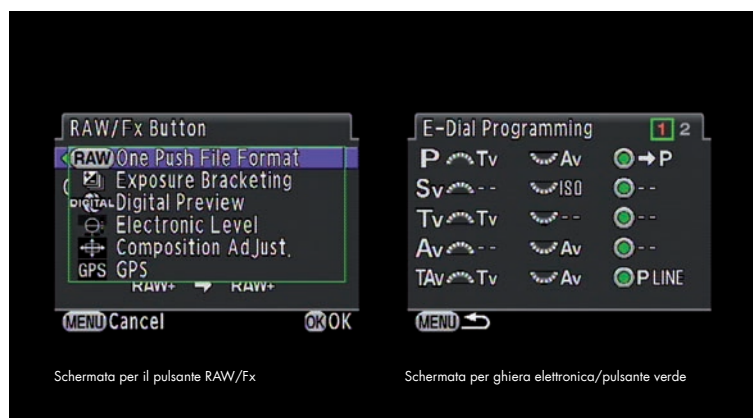 RAW/Fx Button
RAW One Push File Format
Exposure Bracketing
DIGITAL Digital Preview
Electronic Level
Composition Adjust.
GPS GPS
RAW+ RAW+
MENU Cancel OK OK
Schermata per il pulsante RAW/Fx
E-Dial Programming 1 2
P Tv Av P
Sv -- ISO --
Tv Tv -- --
Av -- Av --
TAv Tv Av P LINE
MENU
Schermata per ghiera elettronica/pulsante verde